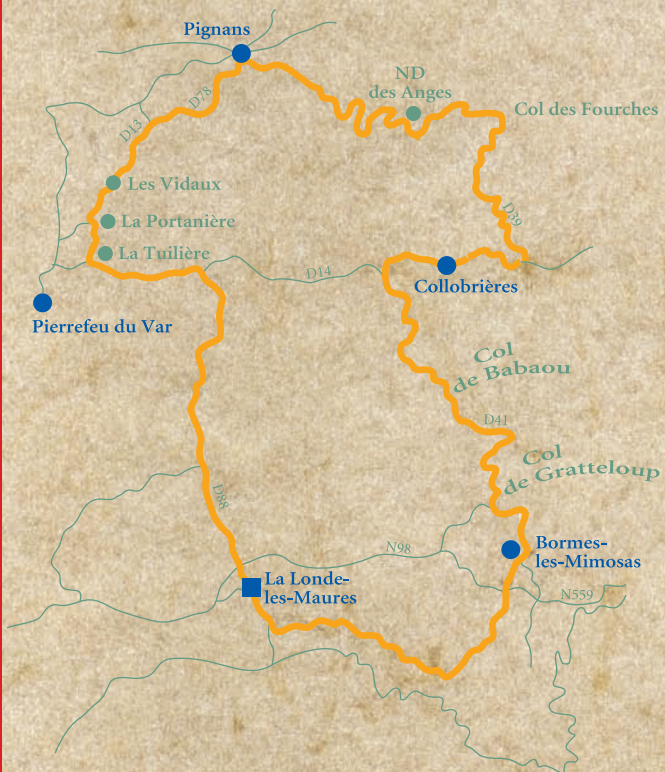 Pignans
ND
des Anges
Col des Fourches
D78
D13
Les Vidaux
La Portanière
D39
La Tuilière
D14
Collobrières
Pierrefeu du Var
Col
de Babaou
D41
Col
de Gratteloup
D88
N98
Bormes-
les-Mimosas
La Londe-
les-Maures
N559